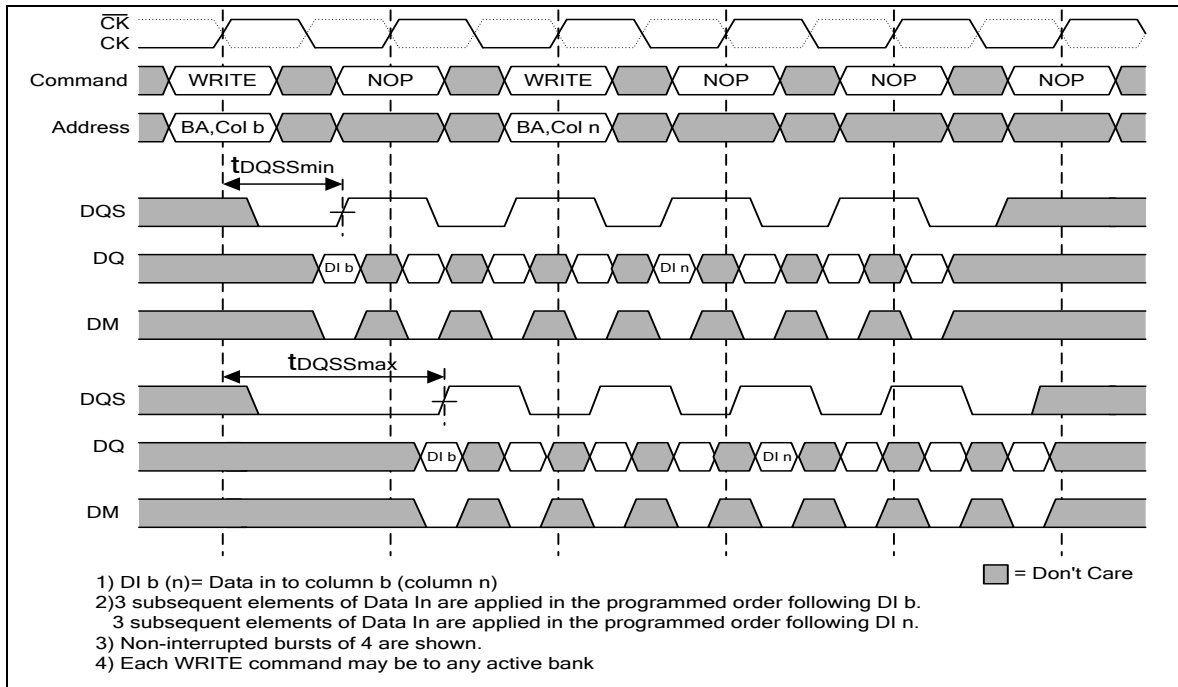 CK
CK
Command WRITE NOP WRITE NOP NOP NOP
Address BA,Col b BA,Col n
tDQSSmin
DQS
DQ DI b DI n
DM
tDQSSmax
DQS
DQ DI b DI n
DM
1) DI b (n)= Data in to column b (column n)
= Don't Care
2)3 subsequent elements of Data In are applied in the programmed order following DI b.
3 subsequent elements of Data In are applied in the programmed order following DI n.
3) Non-interrupted bursts of 4 are shown.
4) Each WRITE command may be to any active bank